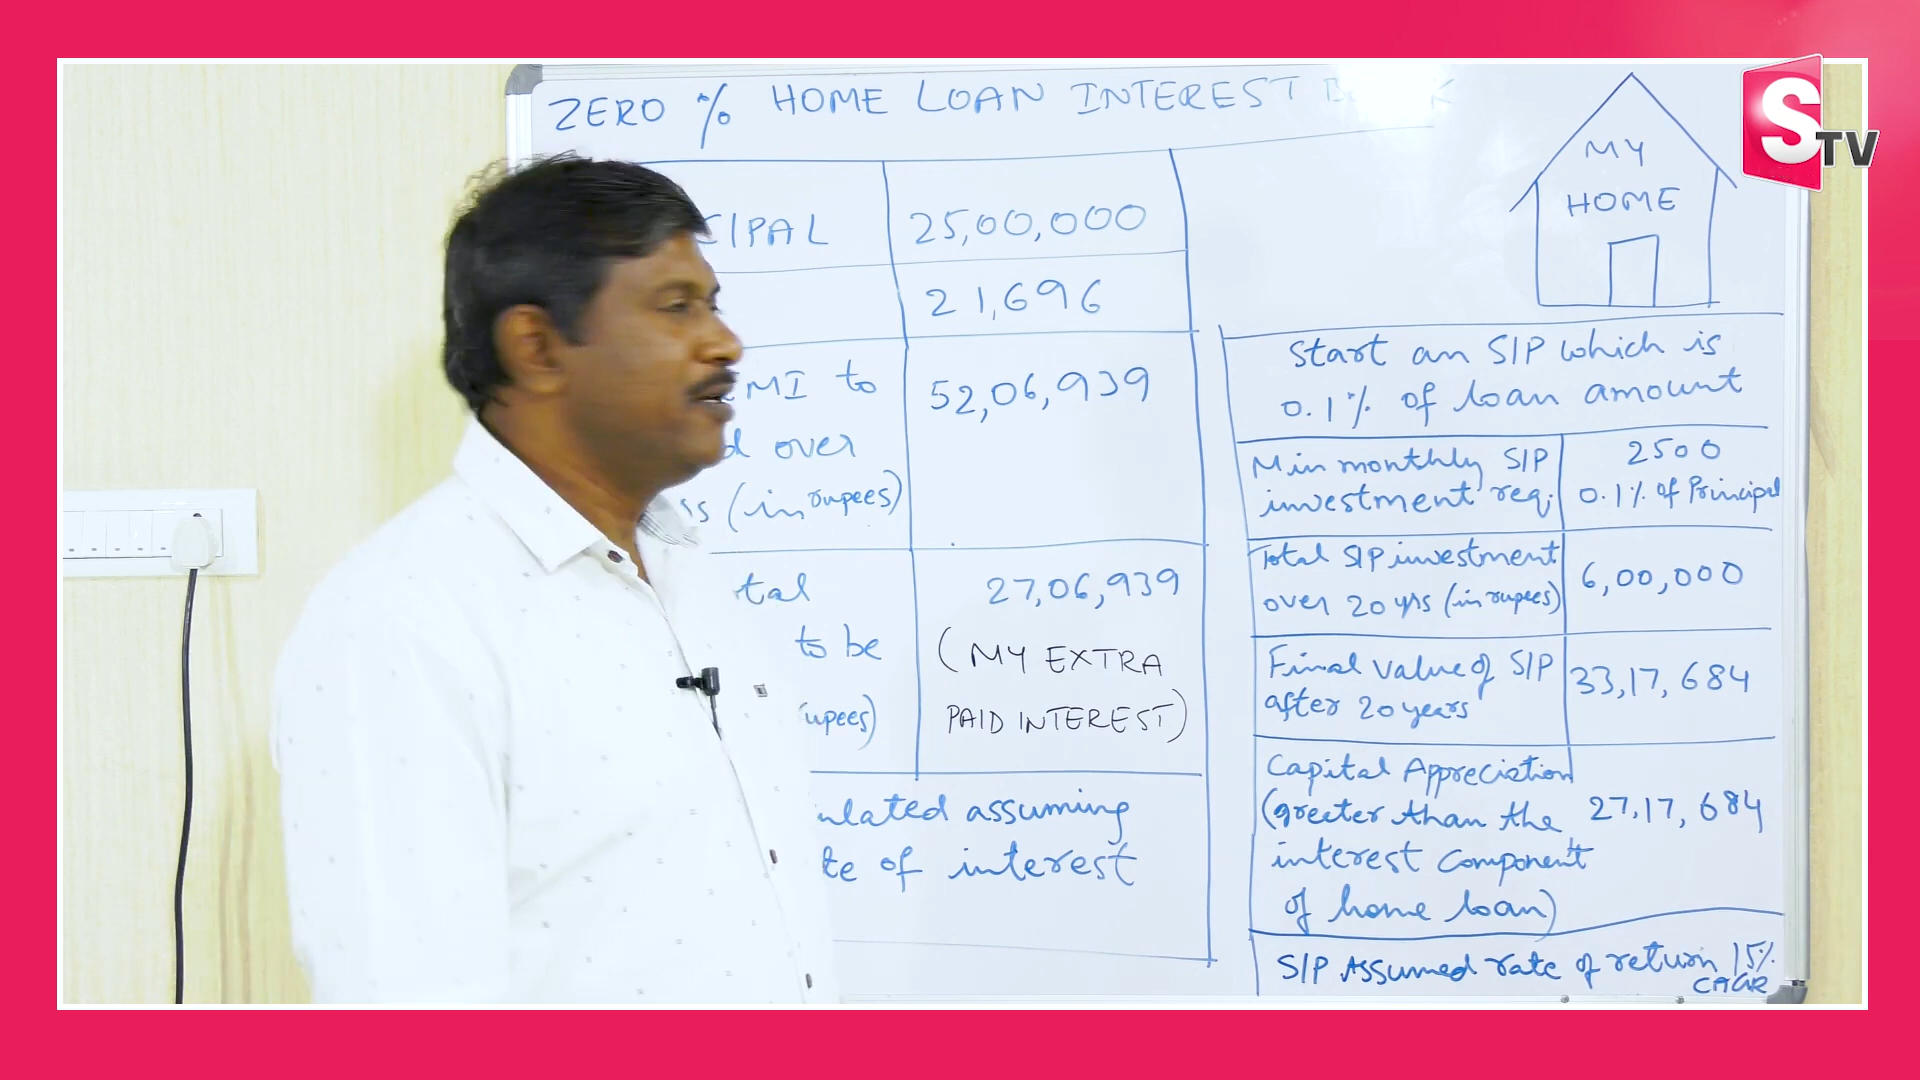 ZERO % HOME LOAN INTEREST
STV
MY
HOME
CIPAL 25,00,000
21,696
EMI to 52,06,939
over
(in rupees)
tal 27,06,939
to be (MY EXTRA
upees) PAID INTEREST)
ulated assuming
te of interest
Start an SIP which is
0.1% of loan amount
Min monthly SIP 2500
investment req. 0.1% of Principal
Total SIP investment 6,00,000
over 20 yrs (in rupees)
Final Value of SIP 33,17,684
after 20 years
Capital Appreciation
(greater than the 27,17,684
interest component
of home loan)
SIP Assumed rate of return 15%
CAGR